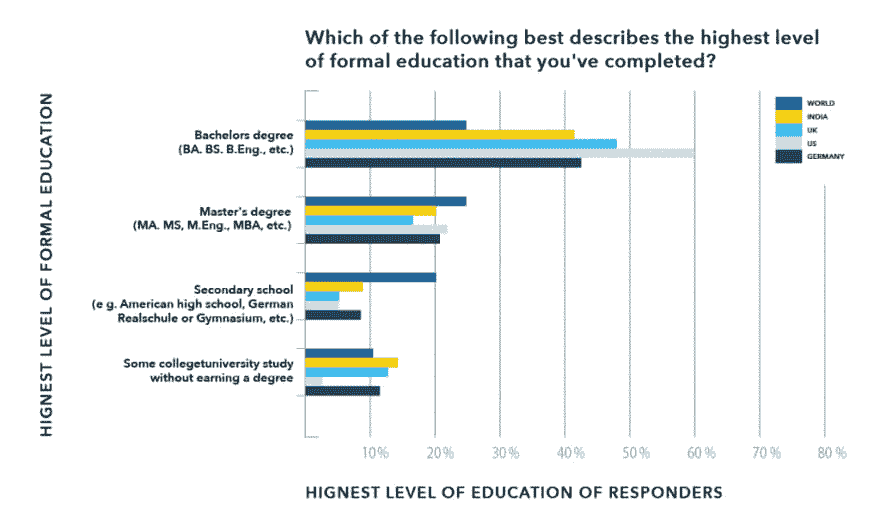 Which of the following best describes the highest level
of formal education that you've completed?
HIGNEST LEVEL OF FORMAL EDUCATION
WORLD
INDIA
UK
US
GERMANY
Bachelors degree
(BA. BS. B.Eng., etc.)
Master's degree
(MA. MS, M.Eng., MBA, etc.)
Secondary school
(e g. American high school, German
Realschule or Gymnasium, etc.)
Some collegetuniversity study
without earning a degree
10% 20% 30% 40% 50% 60% 70% 80%
HIGNEST LEVEL OF EDUCATION OF RESPONDERS